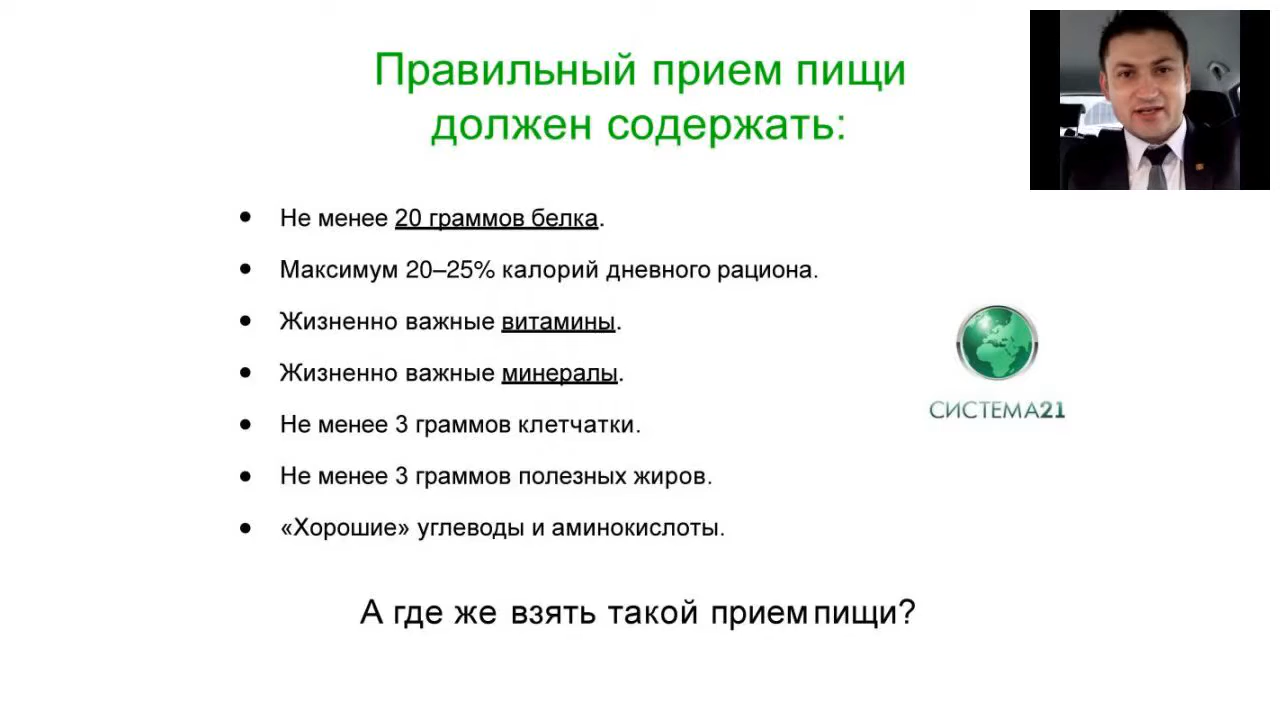 Правильный прием пищи
должен содержать:
● Не менее 20 граммов белка.
● Максимум 20–25% калорий дневного рациона.
● Жизненно важные витамины.
● Жизненно важные минералы.
● Не менее 3 граммов клетчатки.
● Не менее 3 граммов полезных жиров.
● «Хорошие» углеводы и аминокислоты.
СИСТЕМА21
А где же взять такой прием пищи?